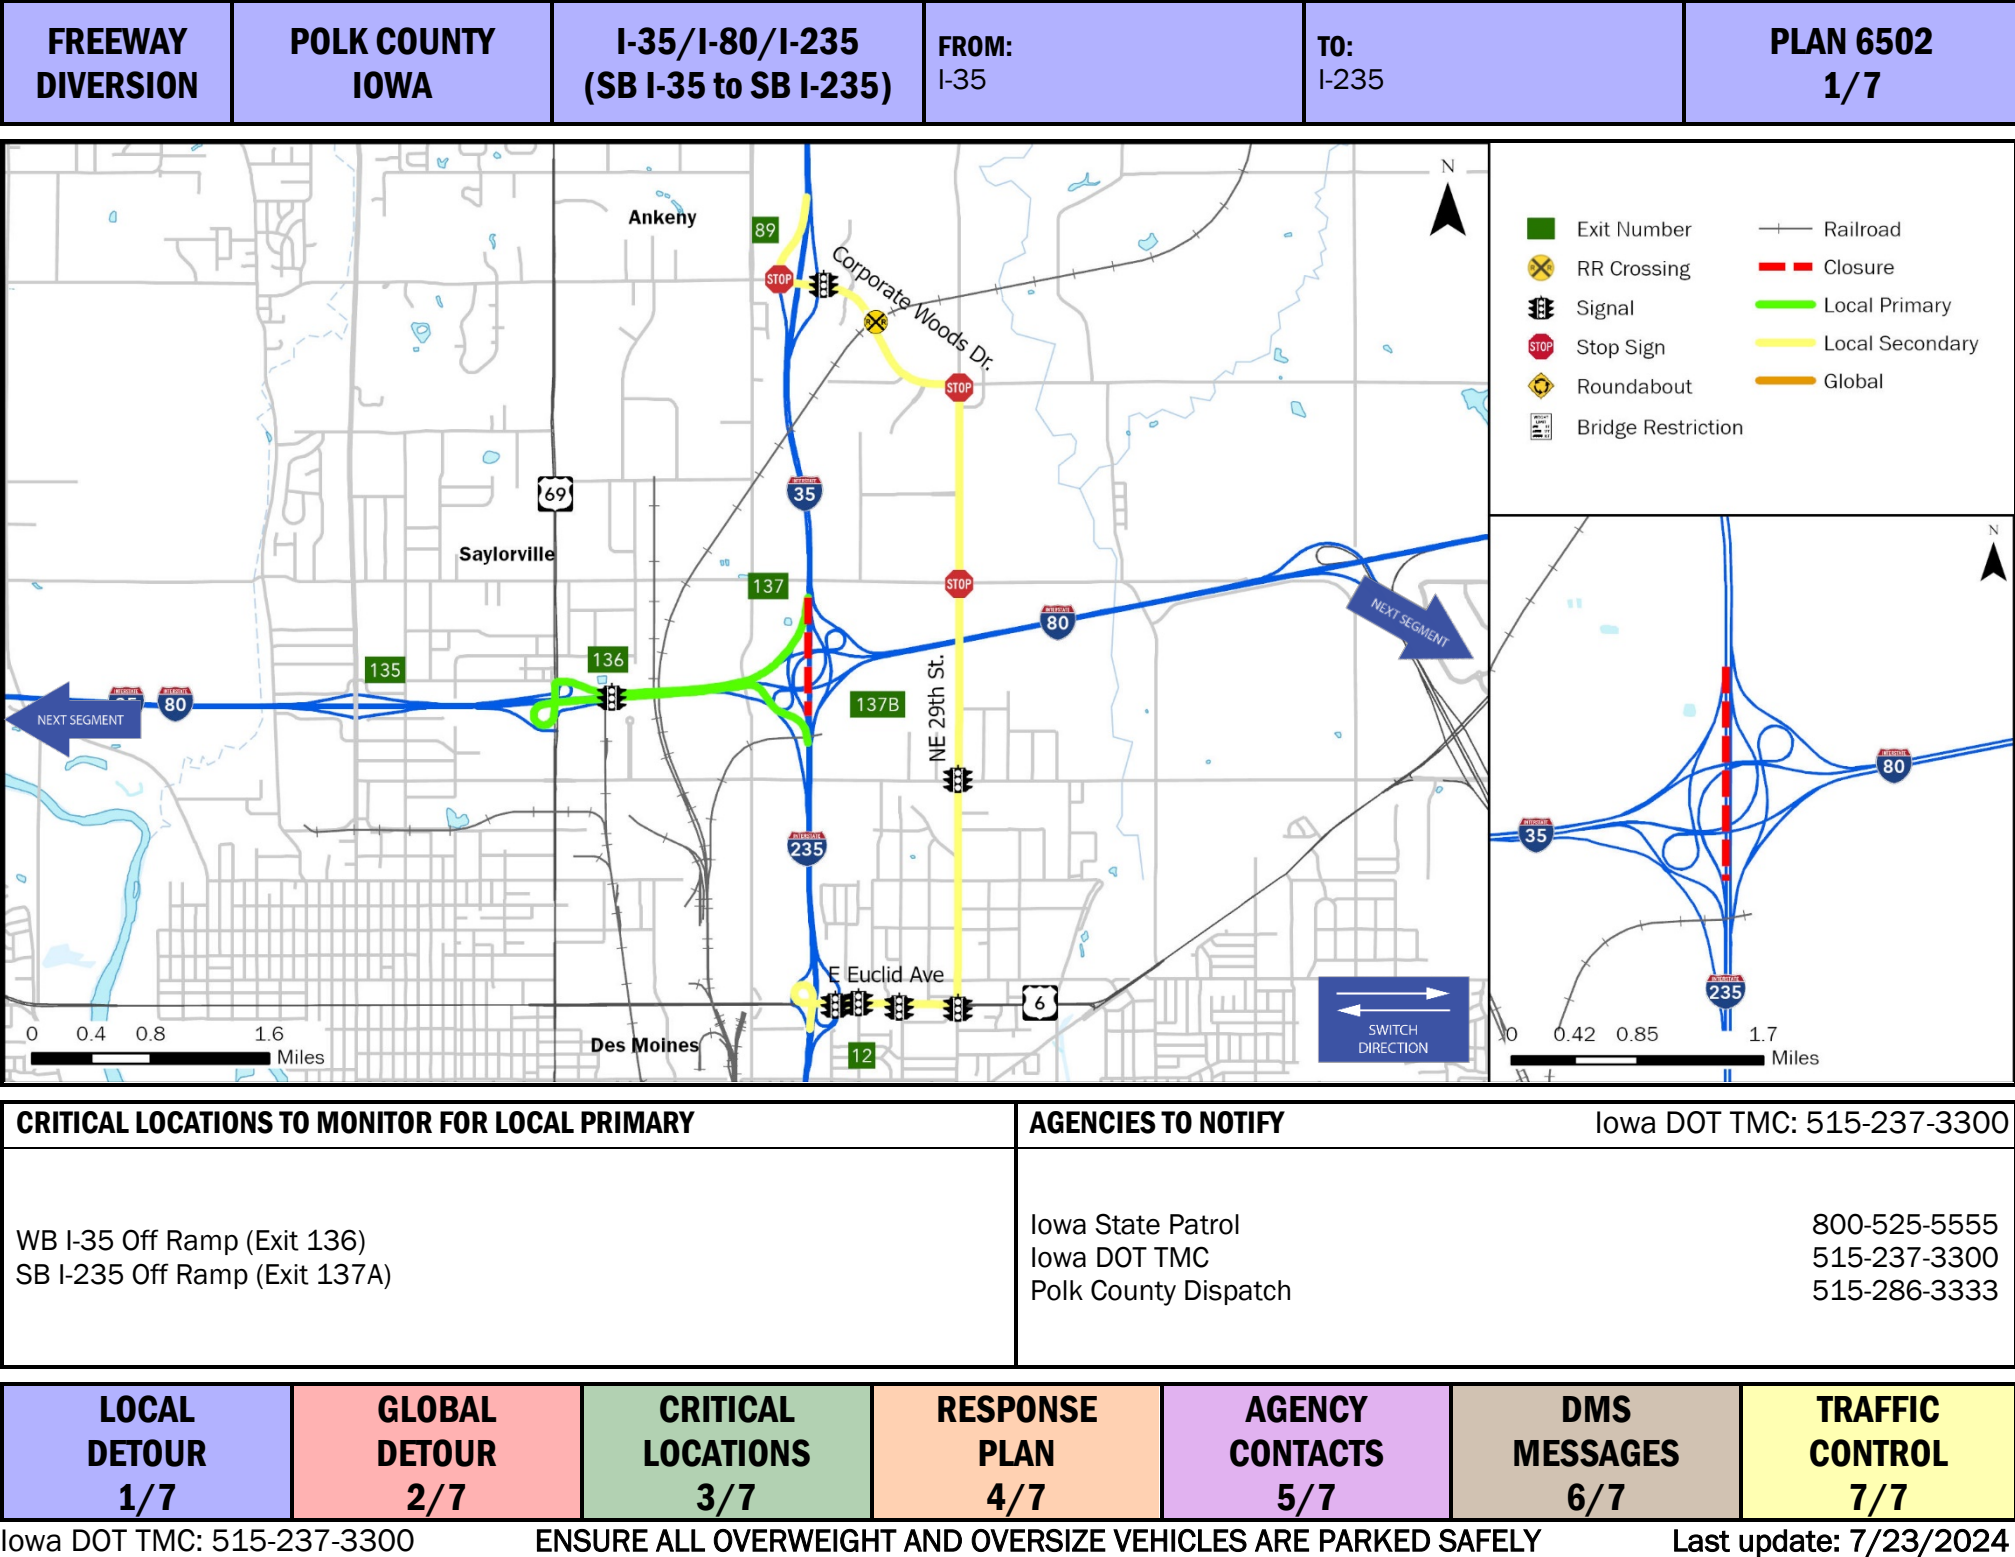 FREEWAY
DIVERSION
POLK COUNTY
IOWA
I-35/I-80/I-235
(SB I-35 to SB I-235)
FROM:
I-35
TO:
I-235
PLAN 6502
1/7
N
Ankeny
89
STOP
Corporate Woods Dr.
STOP
69
35
Saylorville
137
STOP
80
NEXT SEGMENT
136
135
80
NEXT SEGMENT
137B
NE 29th St.
235
E Euclid Ave
6
Des Moines
12
0 0.4 0.8 1.6
Miles
SWITCH
DIRECTION
Exit Number
RR Crossing
Signal
STOP Stop Sign
Roundabout
Bridge Restriction
Railroad
Closure
Local Primary
Local Secondary
Global
N
80
35
235
0 0.42 0.85 1.7
Miles
CRITICAL LOCATIONS TO MONITOR FOR LOCAL PRIMARY
WB I-35 Off Ramp (Exit 136)
SB I-235 Off Ramp (Exit 137A)
AGENCIES TO NOTIFY Iowa DOT TMC: 515-237-3300
Iowa State Patrol 800-525-5555
Iowa DOT TMC 515-237-3300
Polk County Dispatch 515-286-3333
LOCAL
DETOUR
1/7
GLOBAL
DETOUR
2/7
CRITICAL
LOCATIONS
3/7
RESPONSE
PLAN
4/7
AGENCY
CONTACTS
5/7
DMS
MESSAGES
6/7
TRAFFIC
CONTROL
7/7
Iowa DOT TMC: 515-237-3300 ENSURE ALL OVERWEIGHT AND OVERSIZE VEHICLES ARE PARKED SAFELY Last update: 7/23/2024